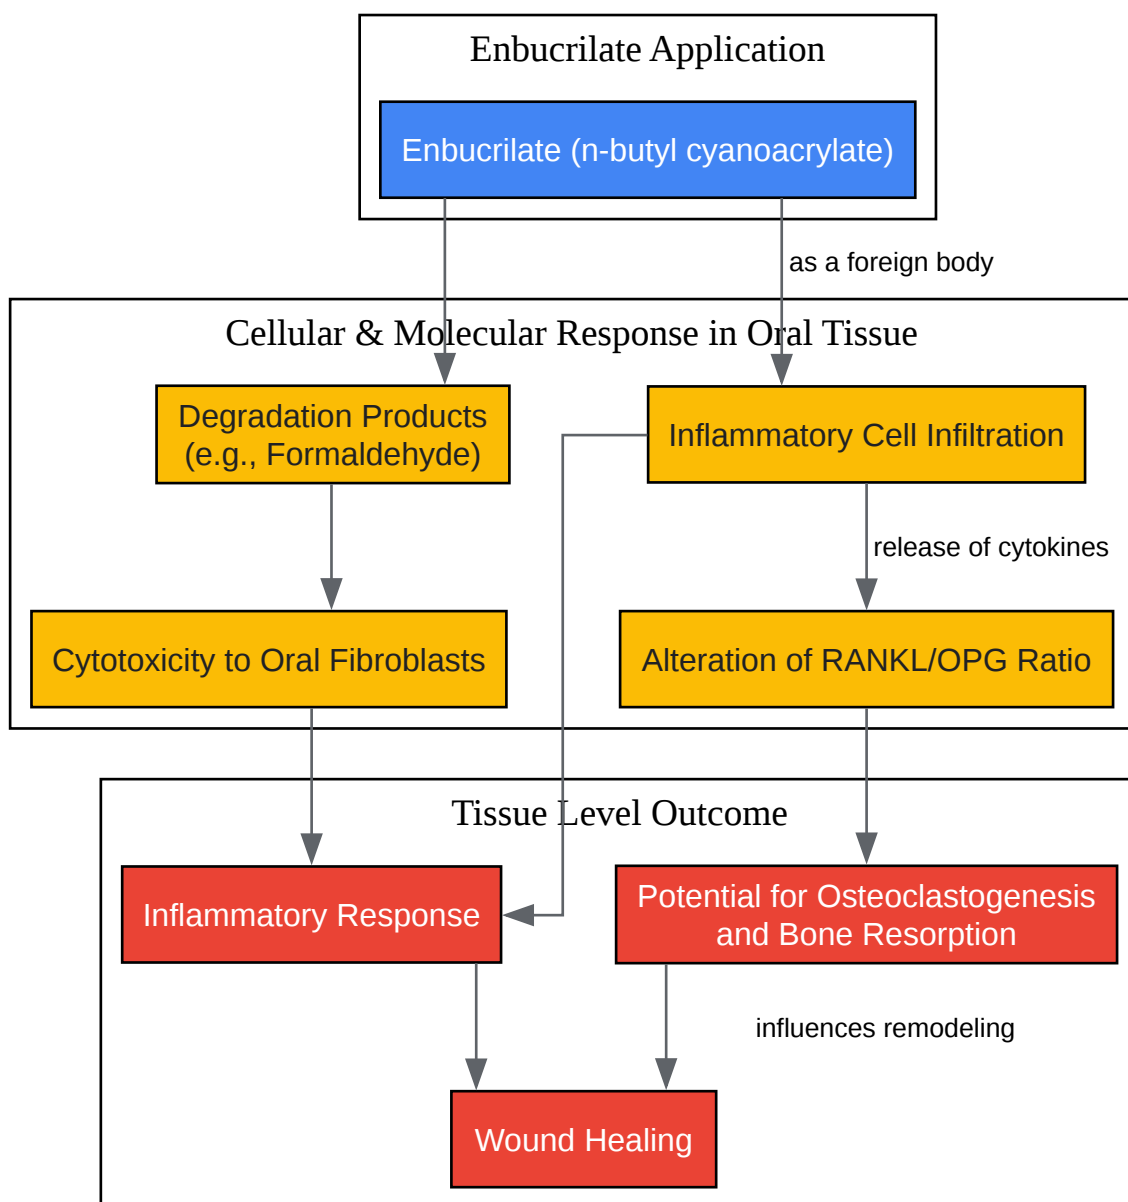 Enbucrilate Application
Enbucrilate (n-butyl cyanoacrylate)
as a foreign body
Cellular & Molecular Response in Oral Tissue
Degradation Products
(e.g., Formaldehyde)
Inflammatory Cell Infiltration
release of cytokines
Cytotoxicity to Oral Fibroblasts
Alteration of RANKL/OPG Ratio
Tissue Level Outcome
Inflammatory Response
Potential for Osteoclastogenesis
and Bone Resorption
influences remodeling
Wound Healing